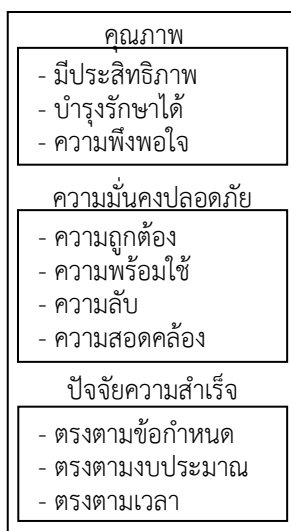 คุณภาพ
- มีประสิทธิภาพ
- บำรุงรักษาได้
- ความพึงพอใจ
ความมั่นคงปลอดภัย
- ความถูกต้อง
- ความพร้อมใช้
- ความลับ
- ความสอดคล้อง
ปัจจัยความสำเร็จ
- ตรงตามข้อกำหนด
- ตรงตามงบประมาณ
- ตรงตามเวลา